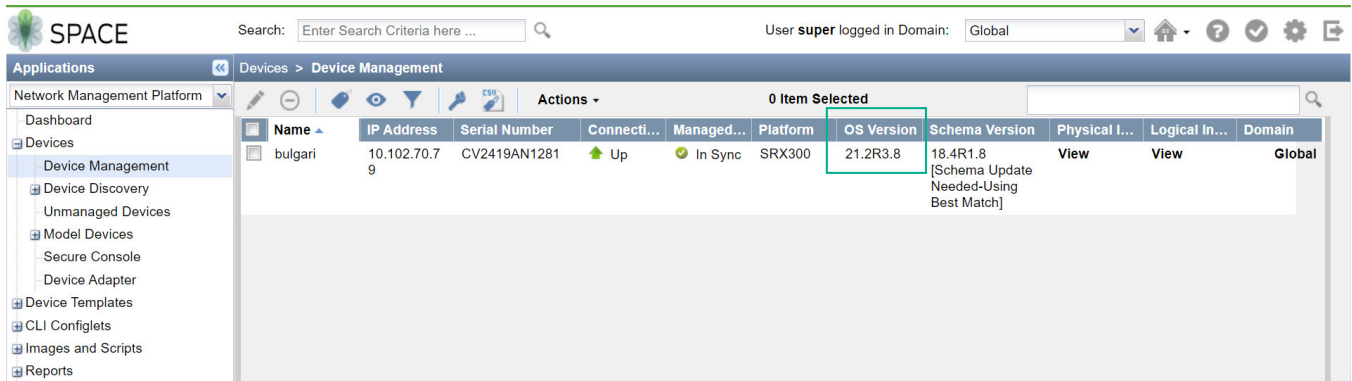 SPACE
Search: Enter Search Criteria here ...
User super logged in Domain: Global
Applications
Devices > Device Management
Network Management Platform
Dashboard
Devices
Device Management
Device Discovery
Unmanaged Devices
Model Devices
Secure Console
Device Adapter
Device Templates
CLI Configlets
Images and Scripts
Reports
CSV
Actions
0 Item Selected
Name IP Address Serial Number Connecti... Managed... Platform OS Version Schema Version Physical I... Logical In... Domain
bulgari 10.102.70.7 CV2419AN1281 Up In Sync SRX300 21.2R3.8 18.4R1.8 View View Global
9 [Schema Update
Needed-Using
Best Match]